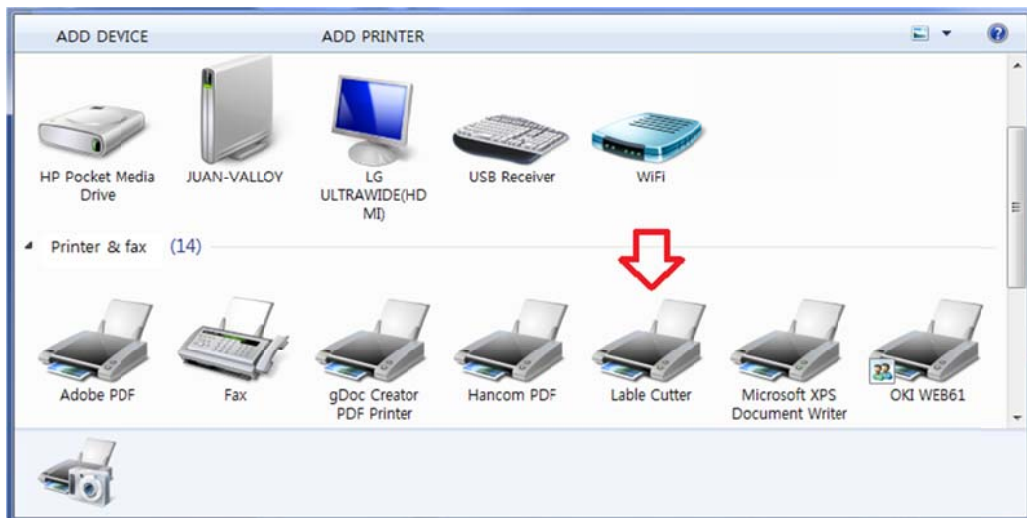 ADD DEVICE ADD PRINTER
HP Pocket Media
Drive
JUAN-VALLOY
LG
ULTRAWIDE(HD
MI)
USB Receiver
WiFi
Printer & fax (14)
Adobe PDF
Fax
gDoc Creator
PDF Printer
Hancom PDF
Lable Cutter
Microsoft XPS
Document Writer
OKI WEB61